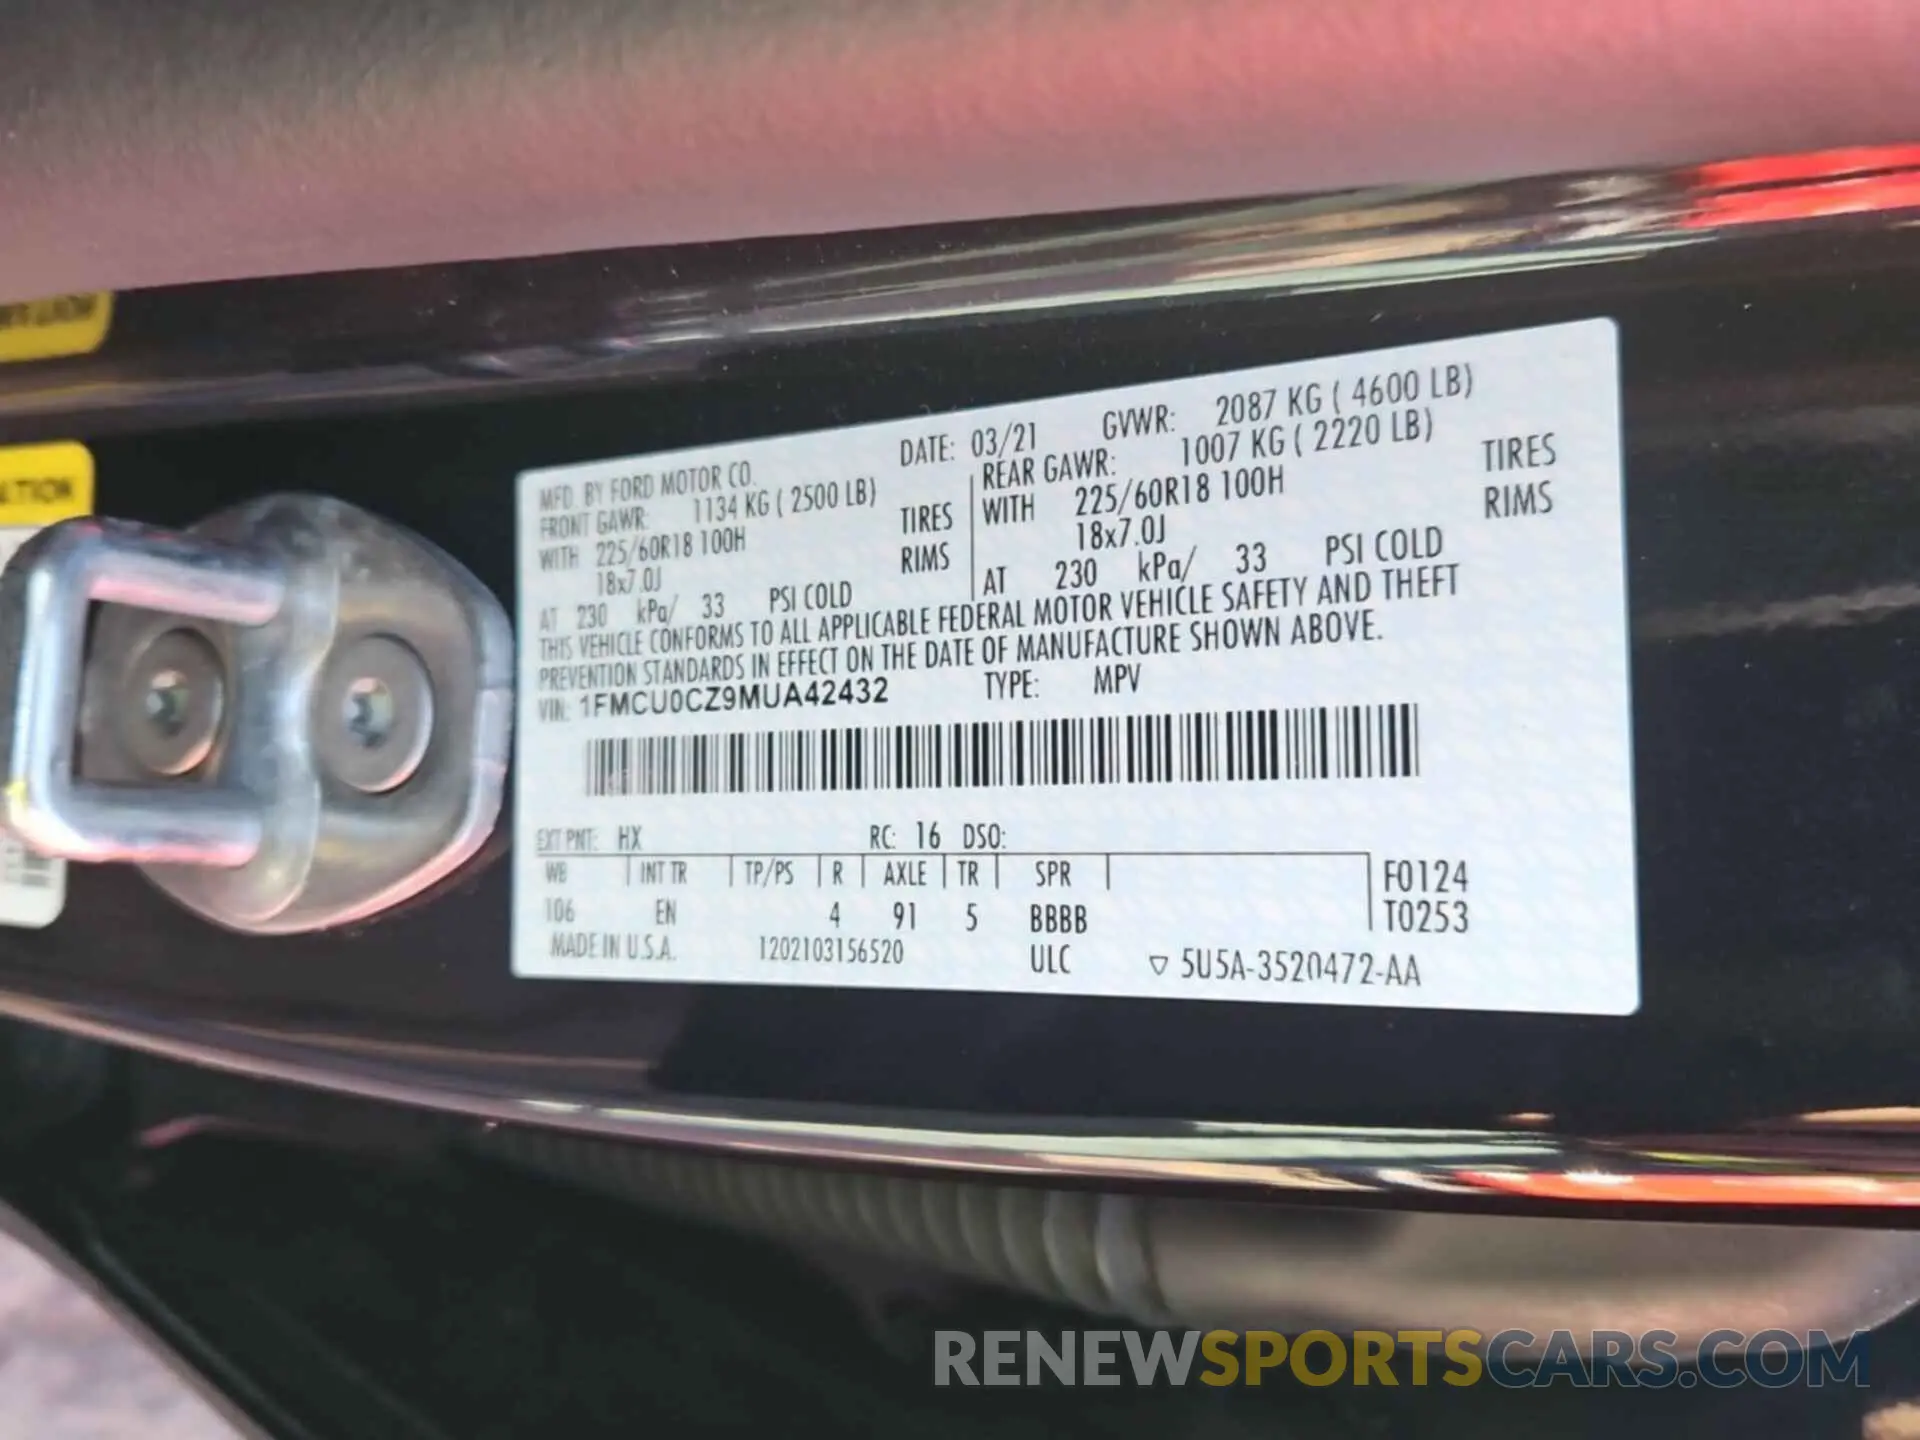 ATION
MFD. BY FORD MOTOR CO.
DATE: 03/21 GVWR: 2087 KG ( 4600 LB)
FRONT GAWR: 1134 KG ( 2500 LB)
WITH 225/60R18 100H TIRES
18x7.0J RIMS
AT 230 kPa/ 33 PSI COLD
REAR GAWR: 1007 KG ( 2220 LB)
WITH 225/60R18 100H TIRES
18x7.0J RIMS
AT 230 kPa/ 33 PSI COLD
THIS VEHICLE CONFORMS TO ALL APPLICABLE FEDERAL MOTOR VEHICLE SAFETY AND THEFT
PREVENTION STANDARDS IN EFFECT ON THE DATE OF MANUFACTURE SHOWN ABOVE.
VIN: 1FMCU0CZ9MUA42432 TYPE: MPV
EXT PNT: HX RC: 16 DSO:
WB INT TR TP/PS R AXLE TR SPR F0124
106 EN 4 91 5 BBBB T0253
MADE IN U.S.A. 1202103156520 ULC ▽ 5U5A-3520472-AA
RENEWSPORTSCARS.COM